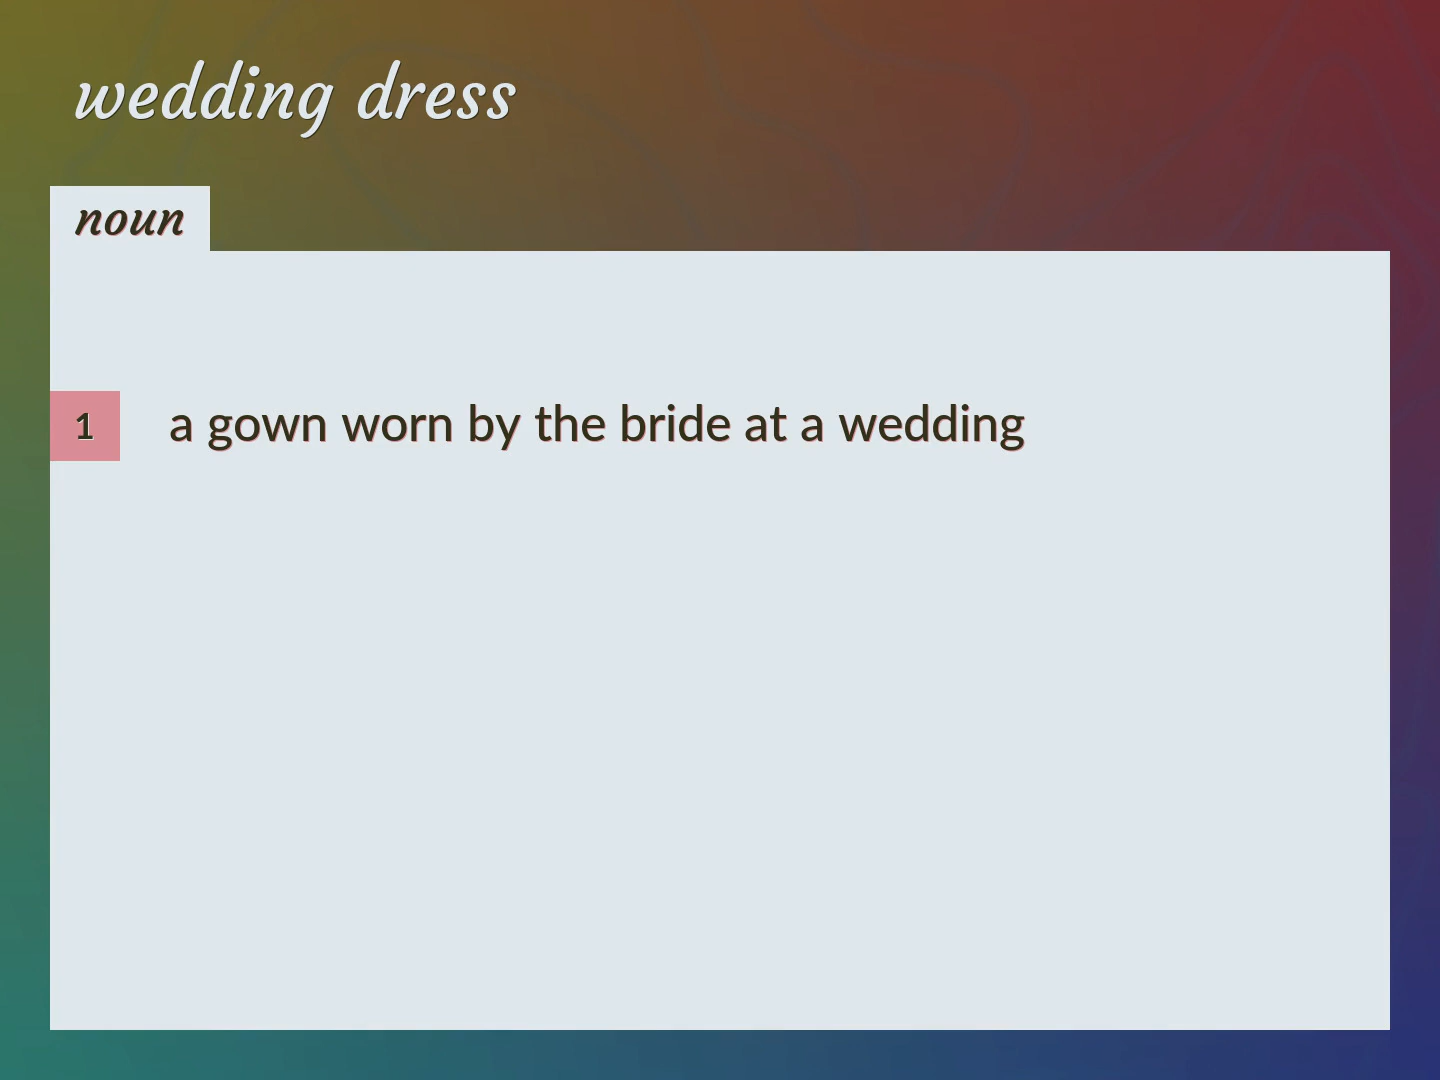 wedding dress
noun
1 a gown worn by the bride at a wedding